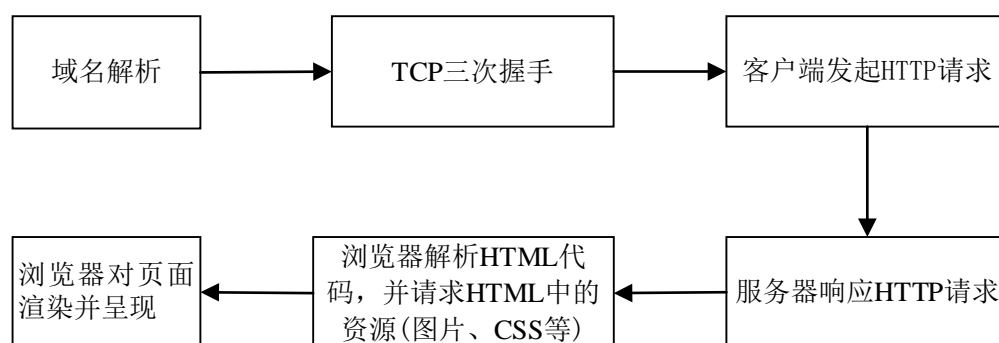 域名解析
TCP三次握手
客户端发起HTTP请求
服务器响应HTTP请求
浏览器解析HTML代
码，并请求HTML中的
资源(图片、CSS等)
浏览器对页面
渲染并呈现